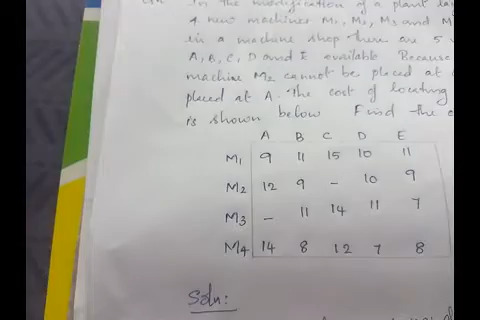 In the modification of a plant
4 new machines M1, M2, M3 and M
in a machine shop there are 5
A, B, C, D and E available Because
machine M2 cannot be placed at
placed at A. The cost of locating
is shown below Find the
A B C D E
M1 9 11 15 10 11
M2 12 9 - 10 9
M3 - 11 14 11 7
M4 14 8 12 7 8
Soln: